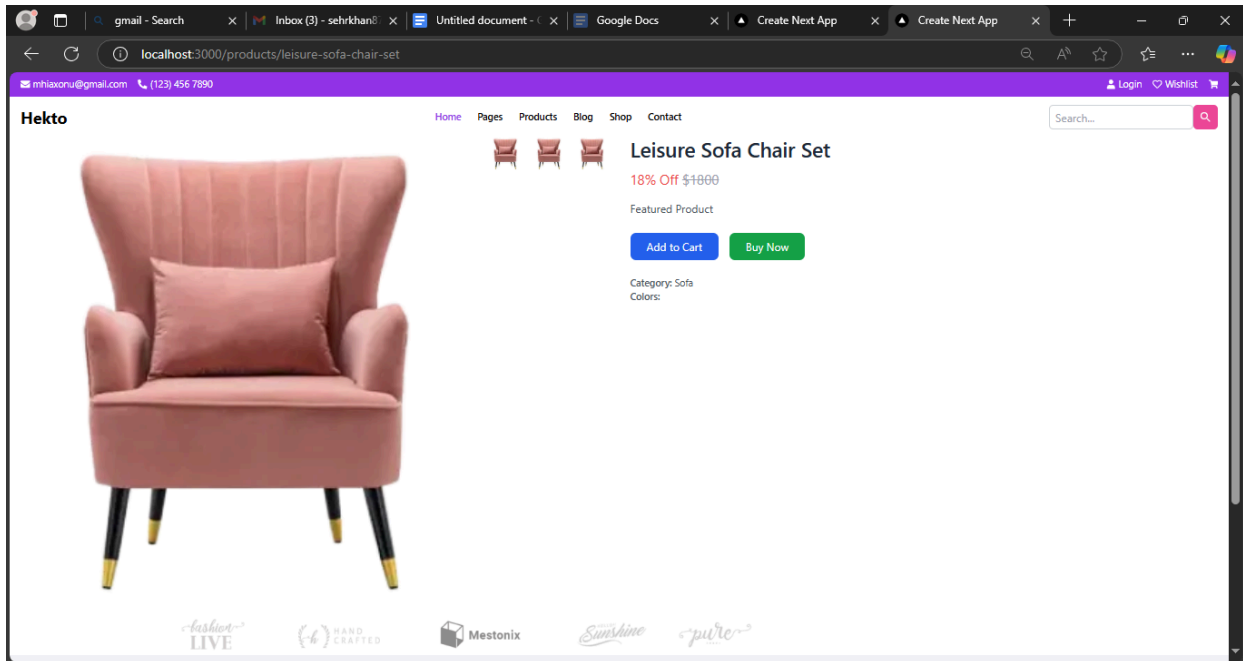 gmail - Search
Inbox (3) - sehrkhan8
Untitled document - G
Google Docs
Create Next App
Create Next App
localhost:3000/products/leisure-sofa-chair-set
mhiaxonu@gmail.com (123) 456 7890
Login Wishlist
Hekto
Home Pages Products Blog Shop Contact
Search...
Leisure Sofa Chair Set
18% Off $1800
Featured Product
Add to Cart Buy Now
Category: Sofa
Colors:
fashion LIVE
HAND CRAFTED
Mestonix
Sunshine
pure